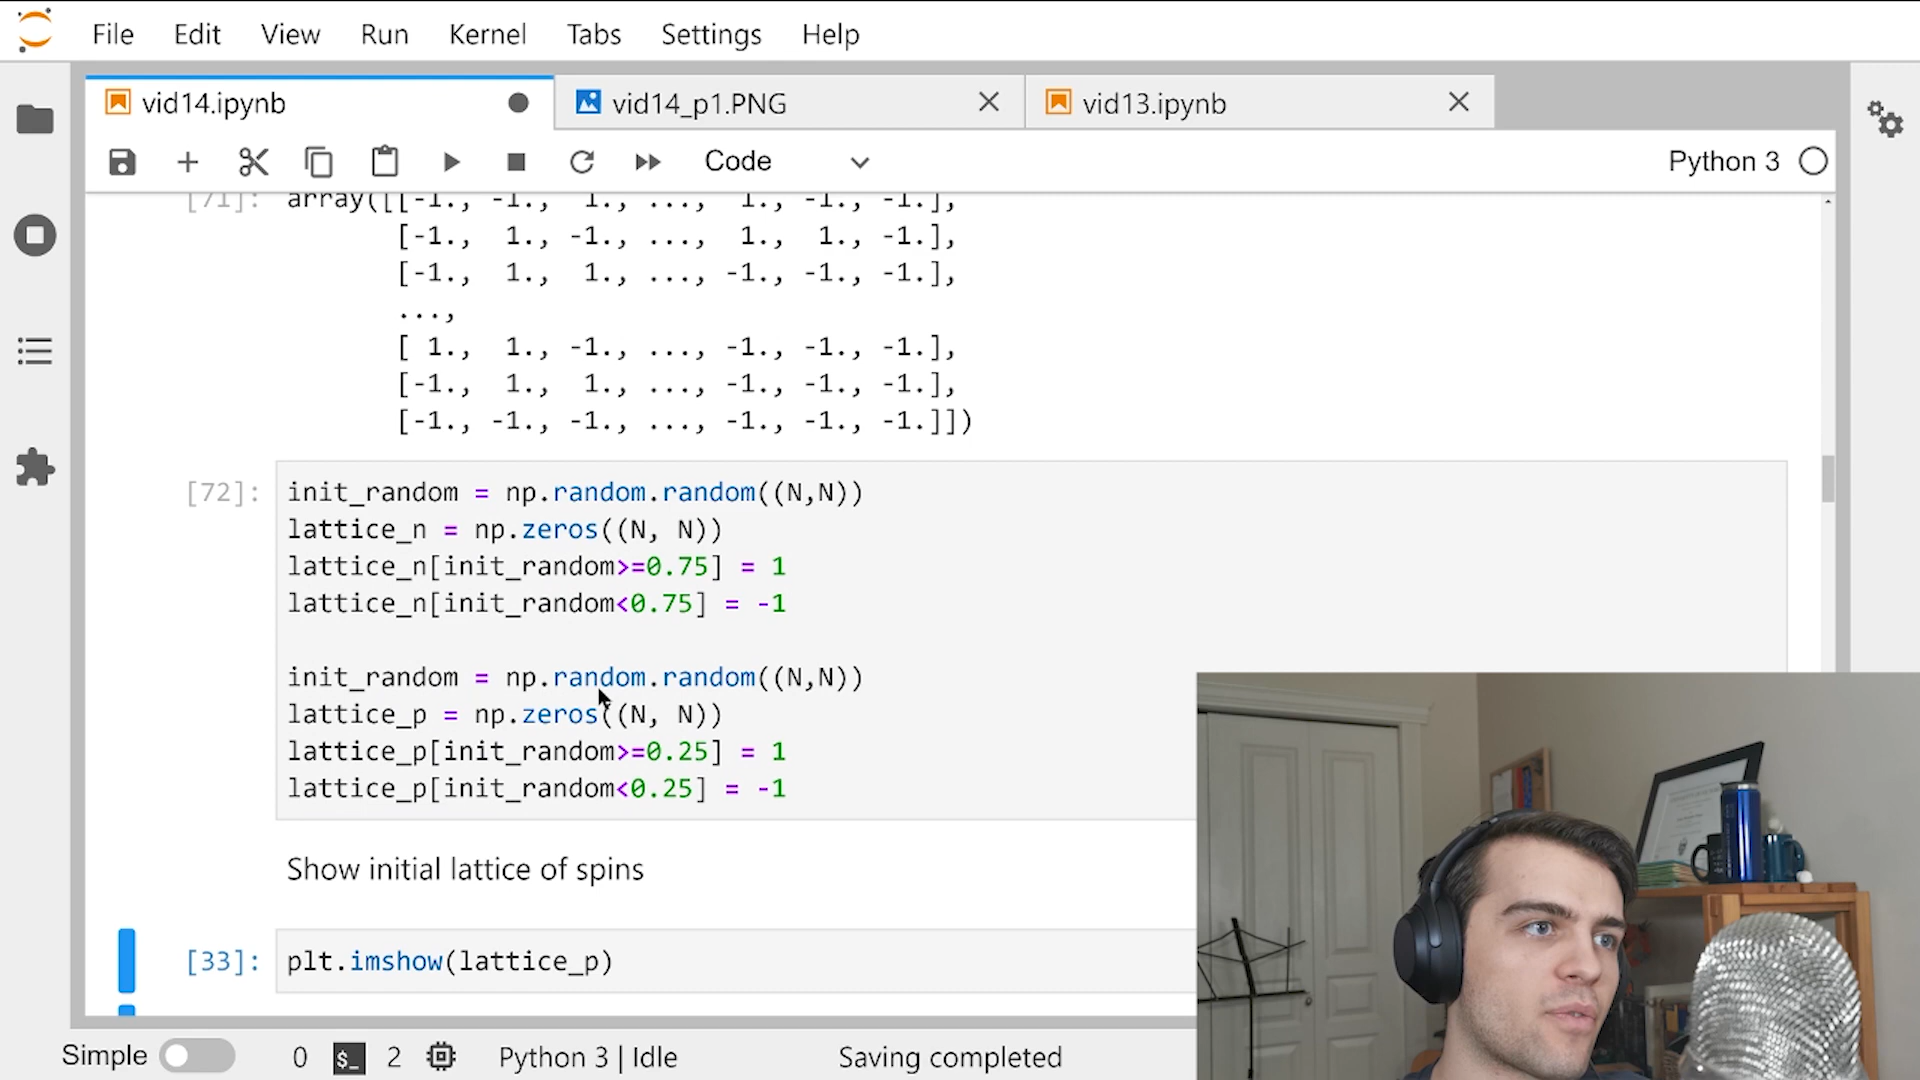 File Edit View Run Kernel Tabs Settings Help
vid14.ipynb vid14_p1.PNG vid13.ipynb
Code Python 3
[71]: array([[-1., -1., 1., ..., 1., -1., -1.],
[-1., 1., -1., ..., 1., 1., -1.],
[-1., 1., 1., ..., -1., -1., -1.],
...,
[ 1., 1., -1., ..., -1., -1., -1.],
[-1., 1., 1., ..., -1., -1., -1.],
[-1., -1., -1., ..., -1., -1., -1.]])
[72]: init_random = np.random.random((N,N))
lattice_n = np.zeros((N, N))
lattice_n[init_random>=0.75] = 1
lattice_n[init_random<0.75] = -1
init_random = np.random.random((N,N))
lattice_p = np.zeros((N, N))
lattice_p[init_random>=0.25] = 1
lattice_p[init_random<0.25] = -1
Show initial lattice of spins
[33]: plt.imshow(lattice_p)
Simple 0 $_ 2 Python 3 | Idle Saving completed